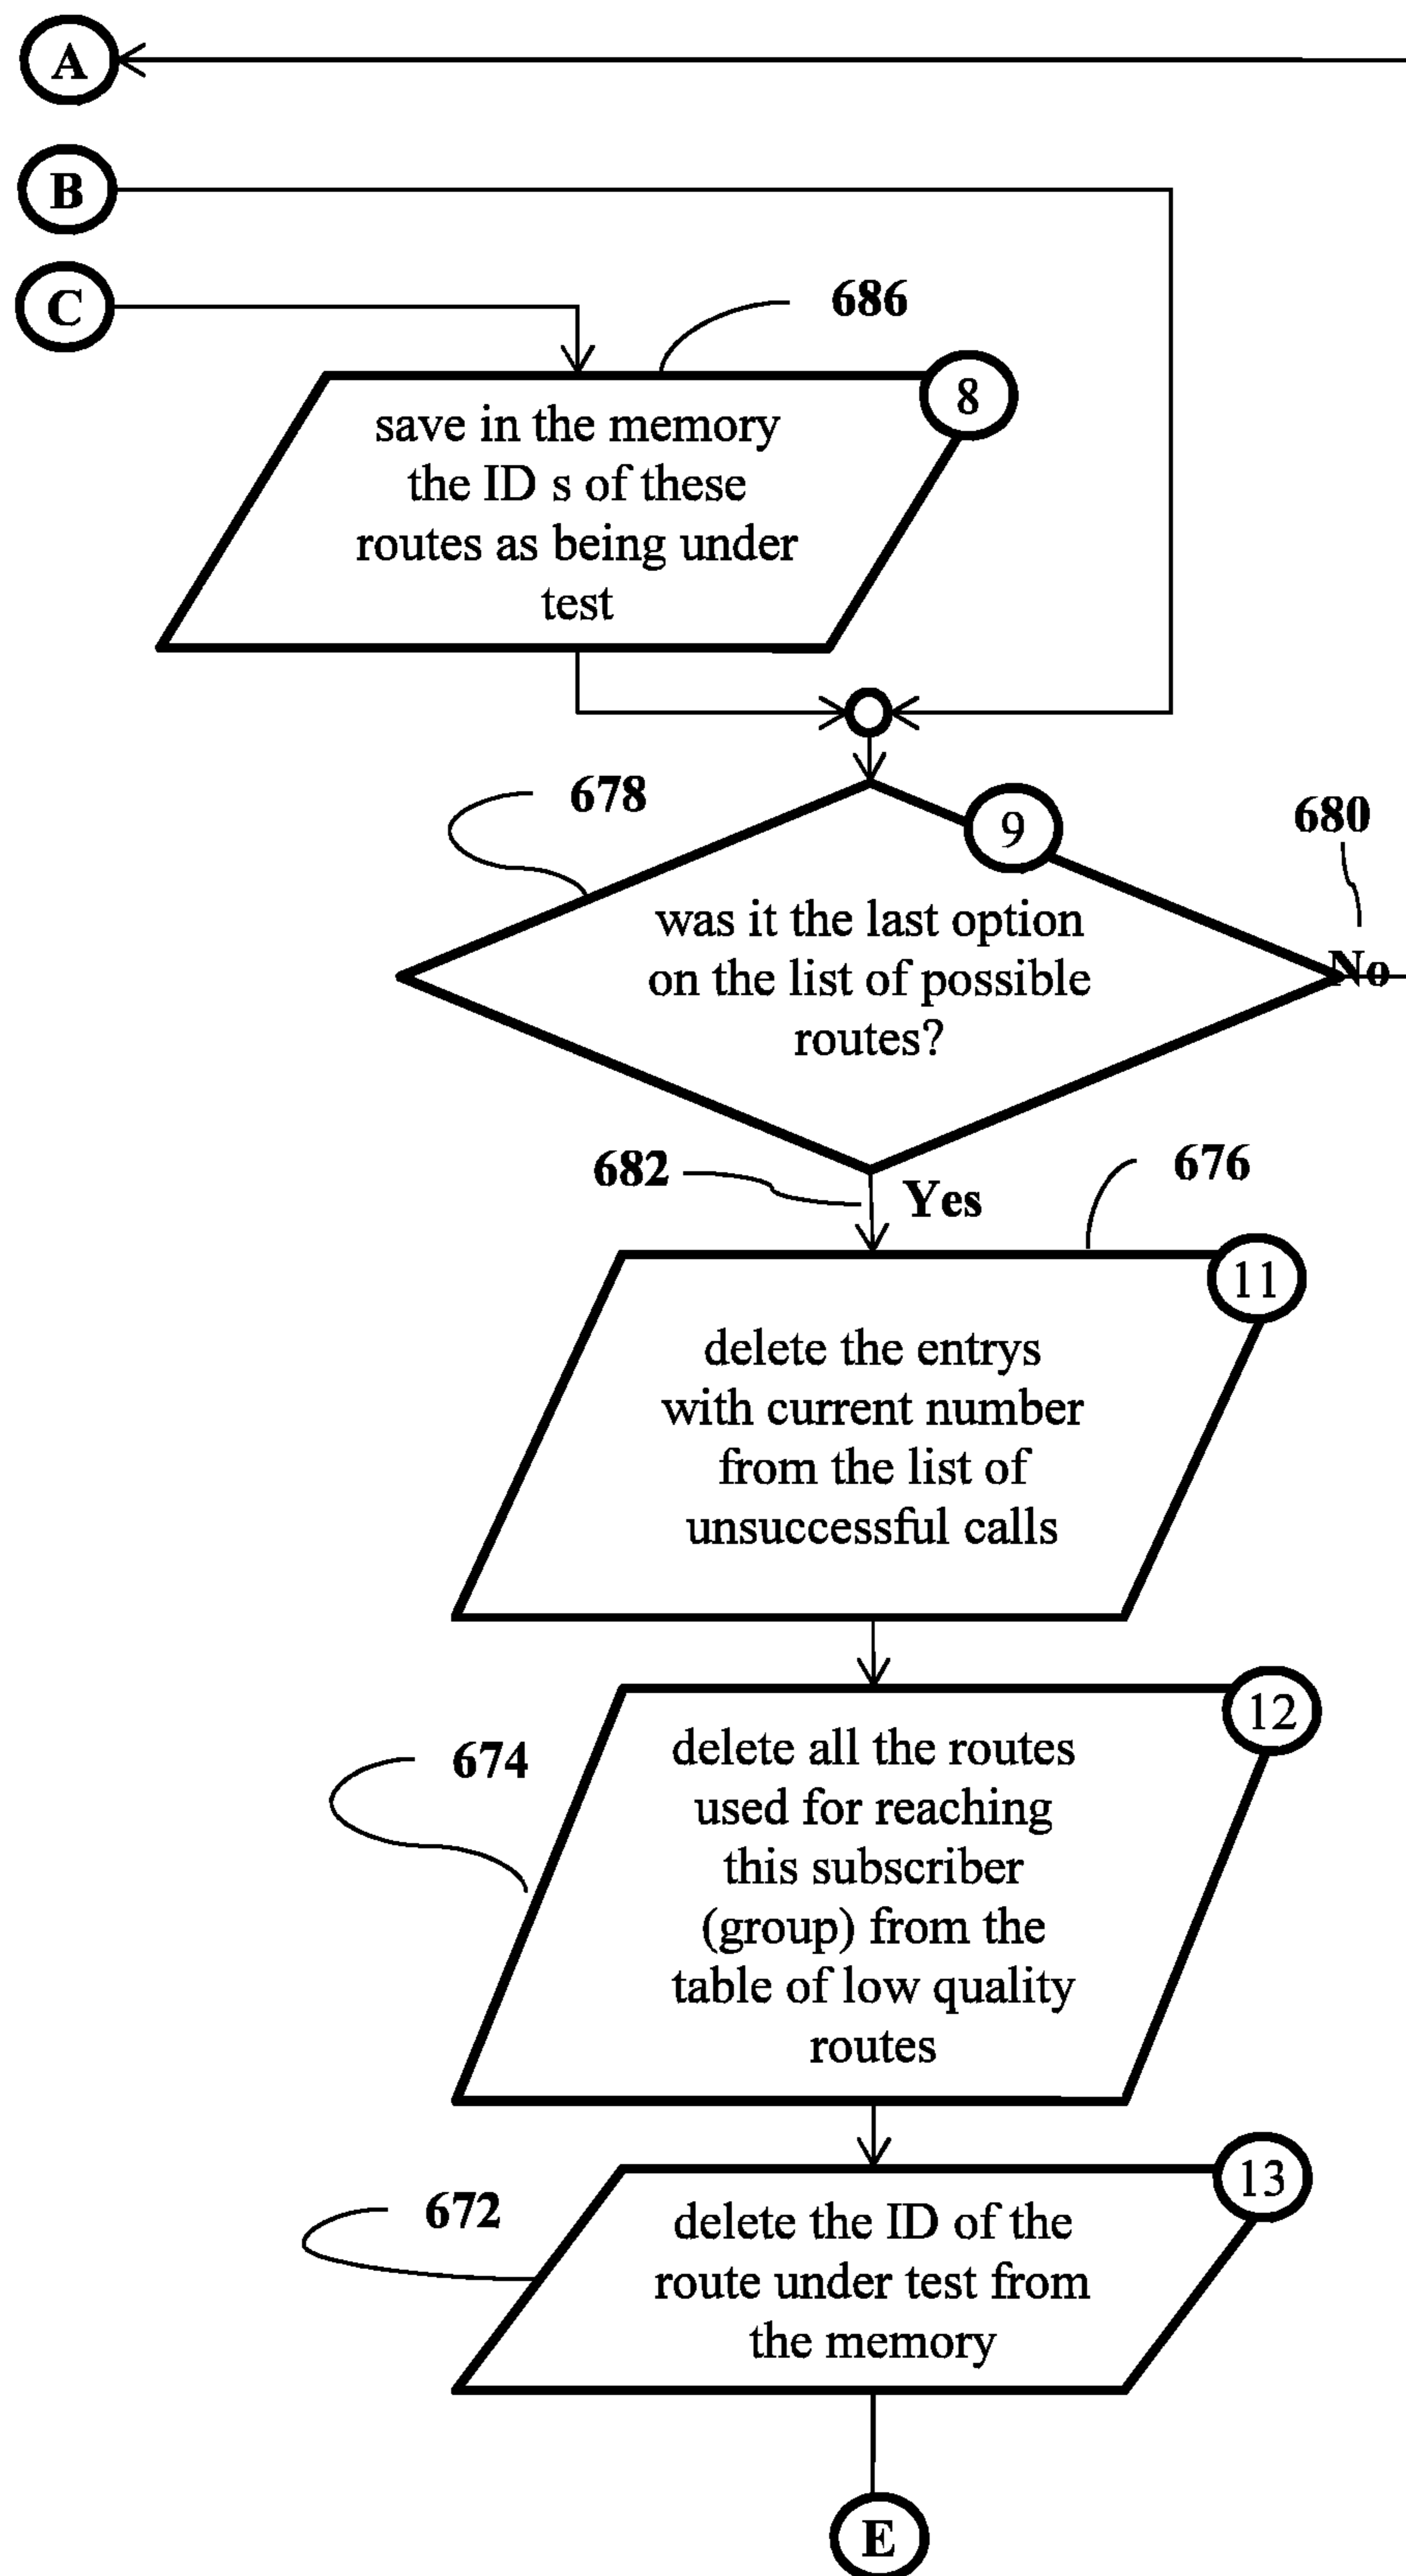 A
B
C
686
8
save in the memory
the ID s of these
routes as being under
test
678
9
680
was it the last option
on the list of possible
routes?
No
682
Yes
676
11
delete the entrys
with current number
from the list of
unsuccessful calls
12
674
delete all the routes
used for reaching
this subscriber
(group) from the
table of low quality
routes
13
672
delete the ID of the
route under test from
the memory
E